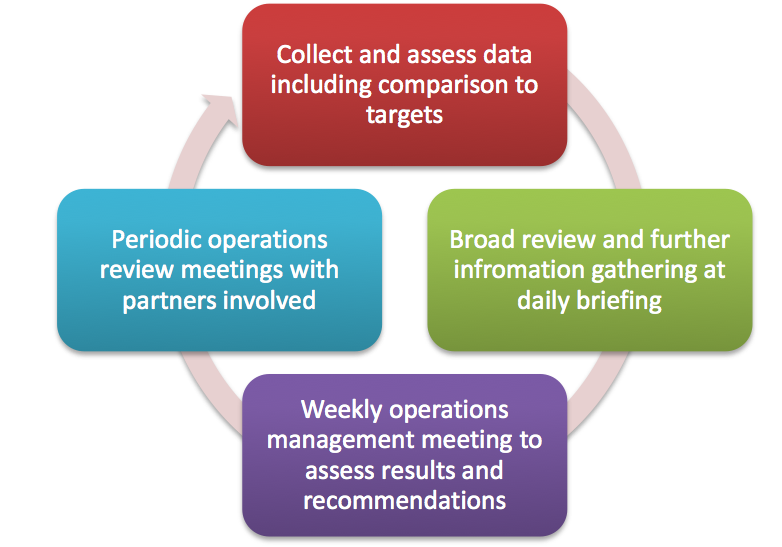 Collect and assess data
including comparison to
targets
Broad review and further
infromation gathering at
daily briefing
Weekly operations
management meeting to
assess results and
recommendations
Periodic operations
review meetings with
partners involved